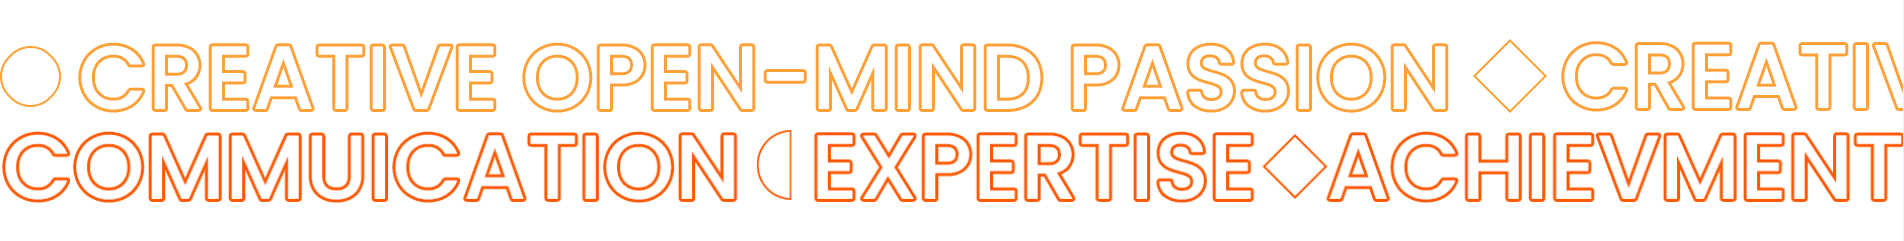 CREATIVE OPEN-MIND PASSION CREATIV
COMMUICATION EXPERTISE ACHIEVMENT